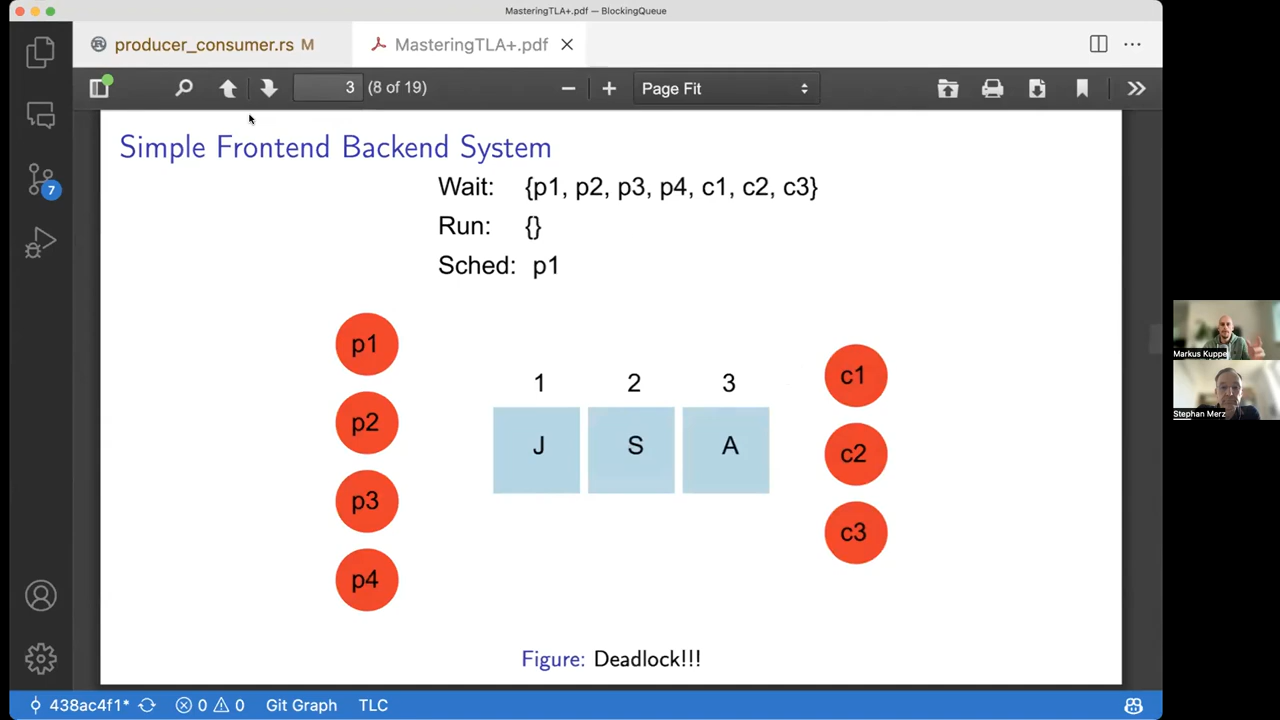 MasteringTLA+.pdf — BlockingQueue
producer_consumer.rs M
MasteringTLA+.pdf
3 (8 of 19)
Page Fit
Simple Frontend Backend System
Wait: {p1, p2, p3, p4, c1, c2, c3}
Run: {}
Sched: p1
p1
p2
p3
p4
1 2 3
J S A
c1
c2
c3
Figure: Deadlock!!!
7
Markus Kuppe
Stephan Merz
438ac4f1* 0 0 Git Graph TLC